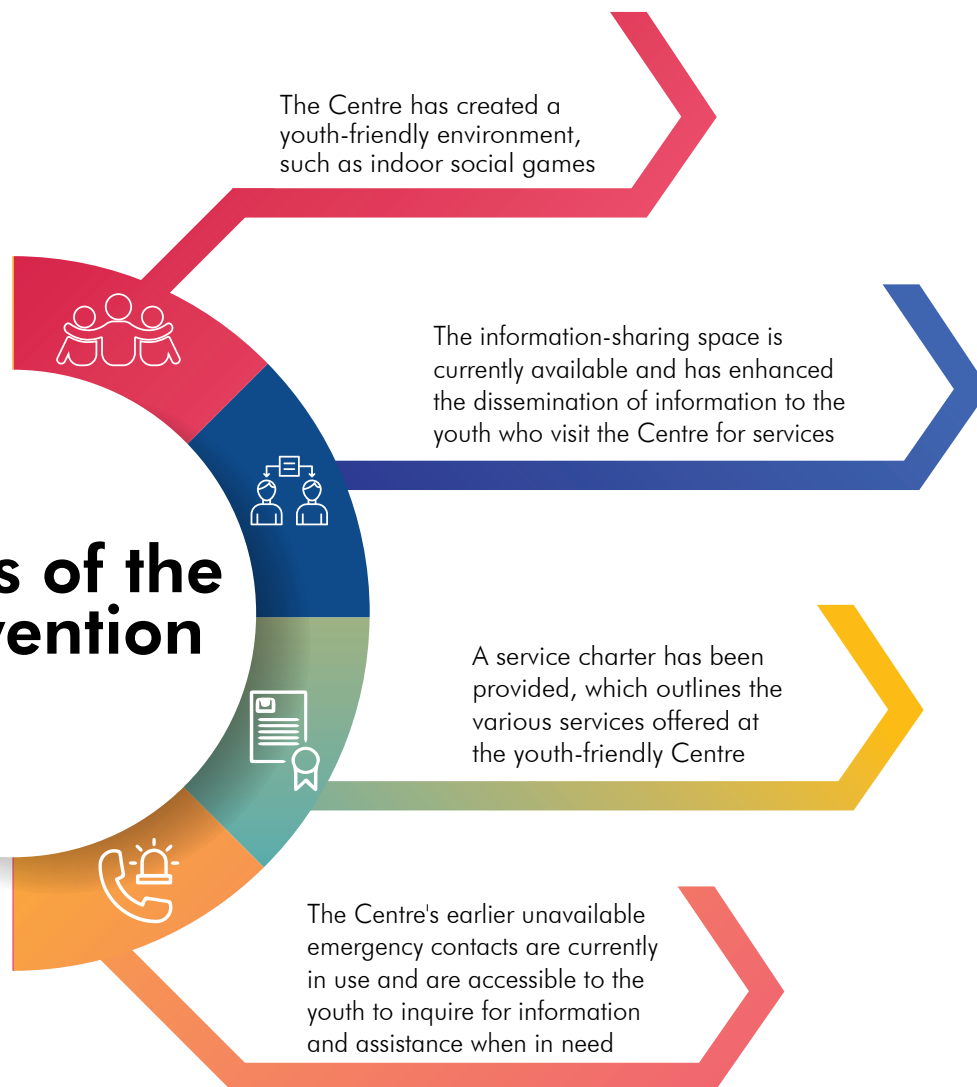 The Centre has created a
youth-friendly environment,
such as indoor social games
The information-sharing space is
currently available and has enhanced
the dissemination of information to the
youth who visit the Centre for services
s of the
vention
A service charter has been
provided, which outlines the
various services offered at
the youth-friendly Centre
The Centre's earlier unavailable
emergency contacts are currently
in use and are accessible to the
youth to inquire for information
and assistance when in need